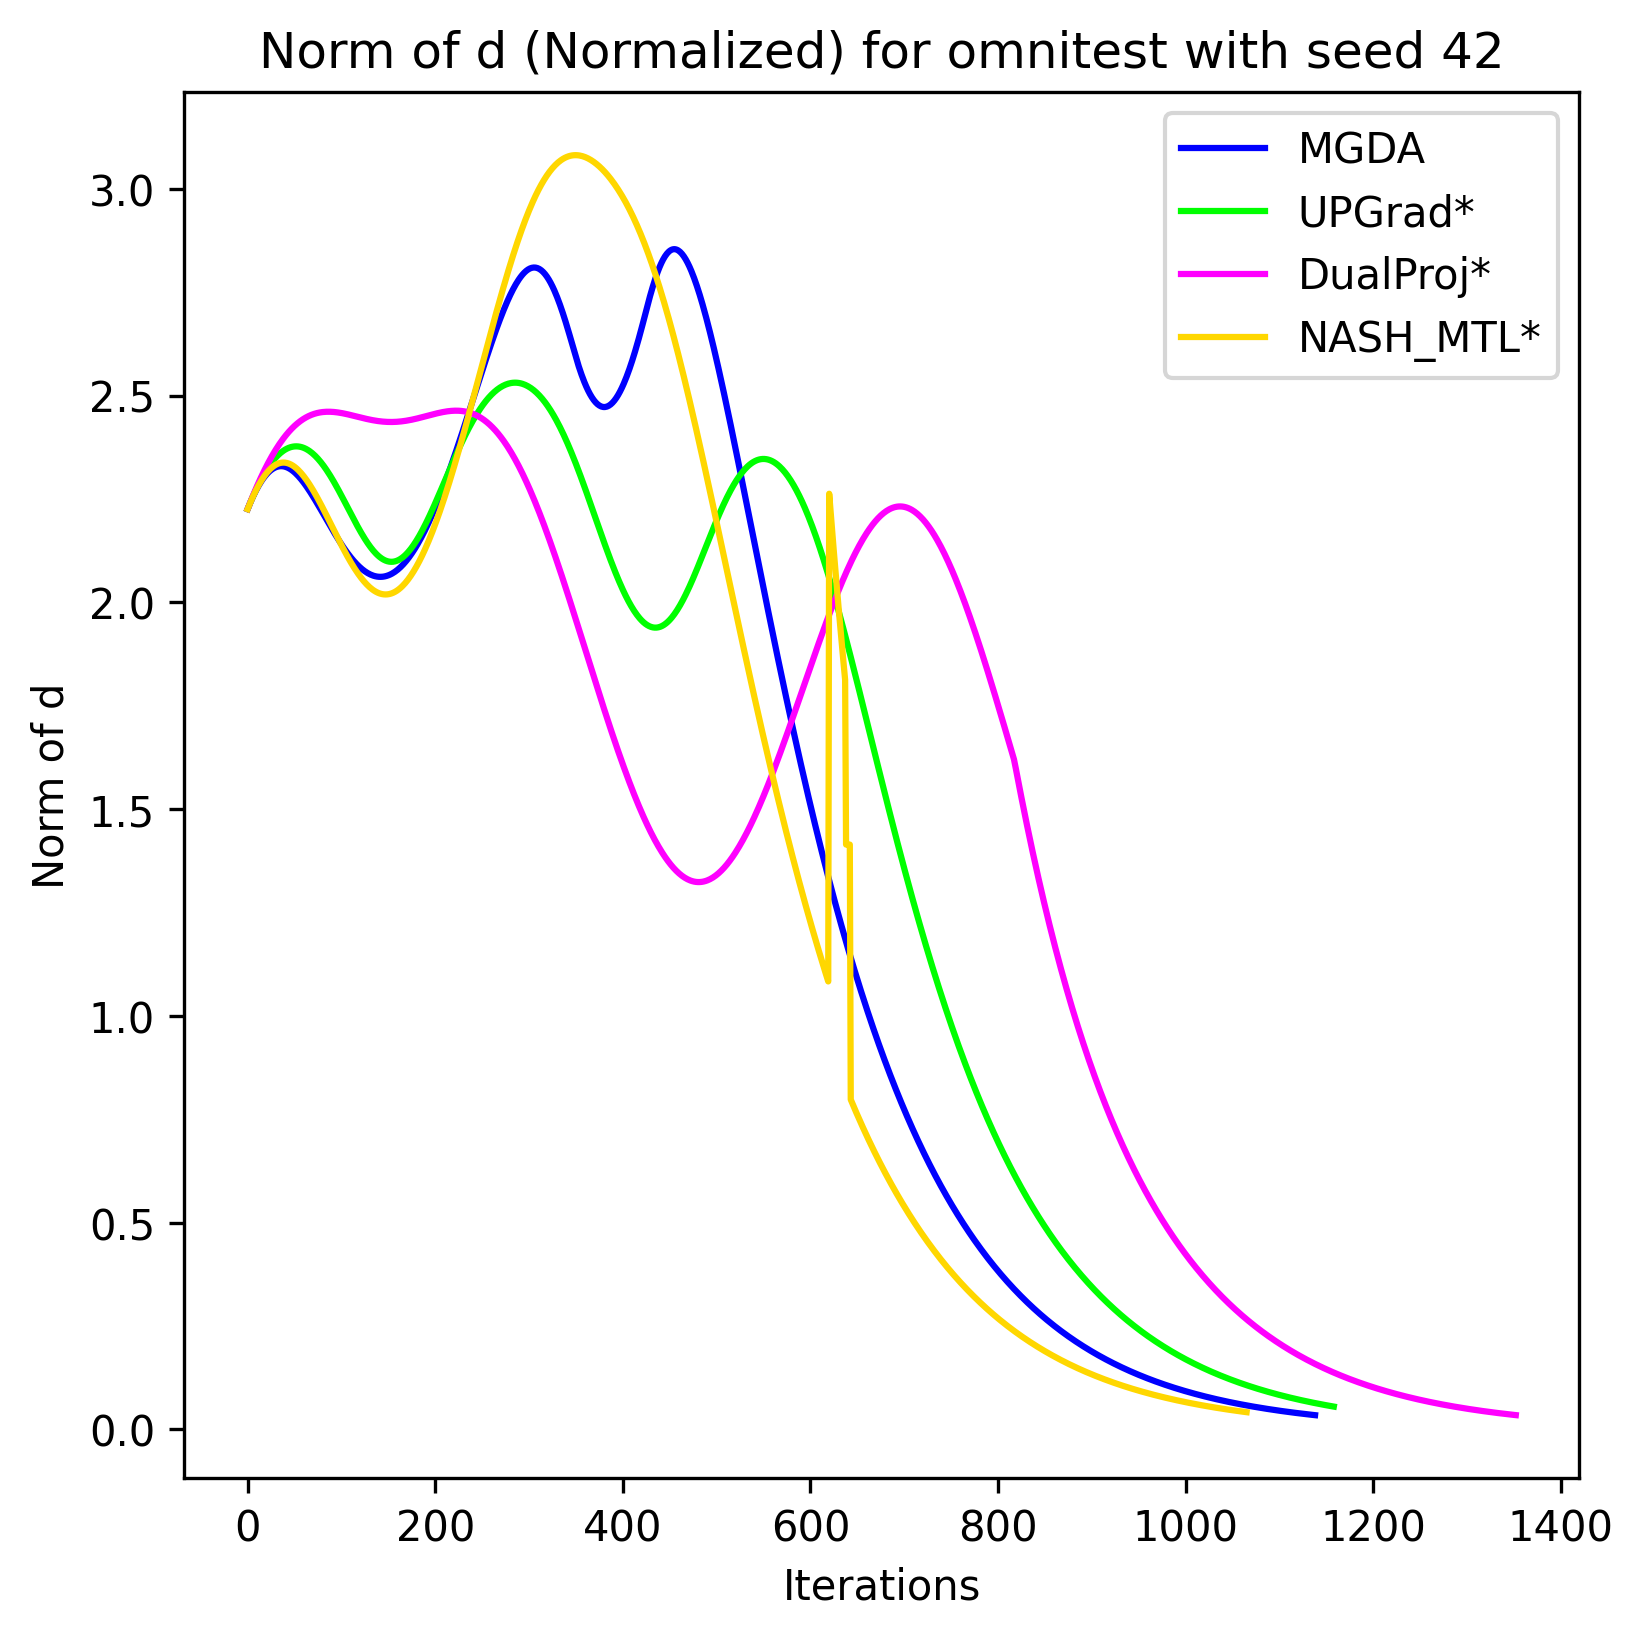 Norm of d (Normalized) for omnitest with seed 42
MGDA
UPGrad*
DualProj*
NASH_MTL*
3.0
2.5
2.0
1.5
1.0
0.5
0.0
Norm of d
0 200 400 600 800 1000 1200 1400
Iterations